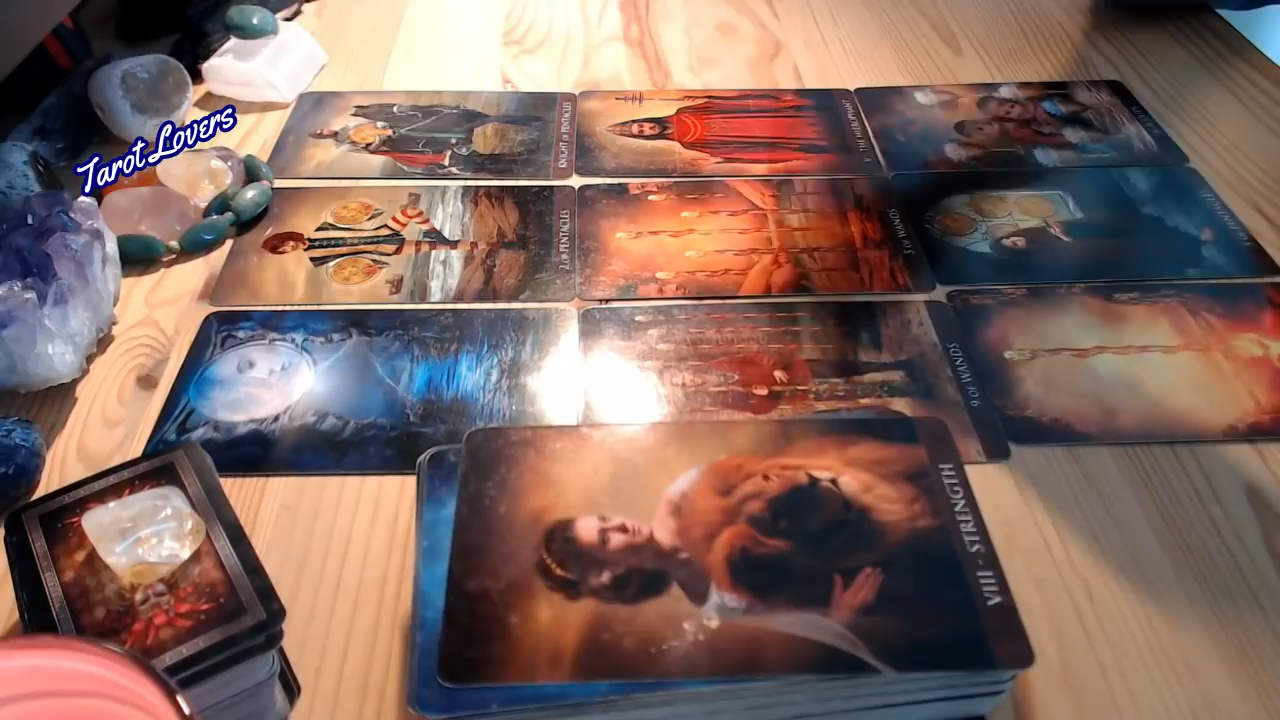 Tarot Lovers
KNIGHT OF PENTACLES
V - THE HIEROPHANT
2 OF PENTACLES
5 OF WANDS
9 OF WANDS
VIII - STRENGTH